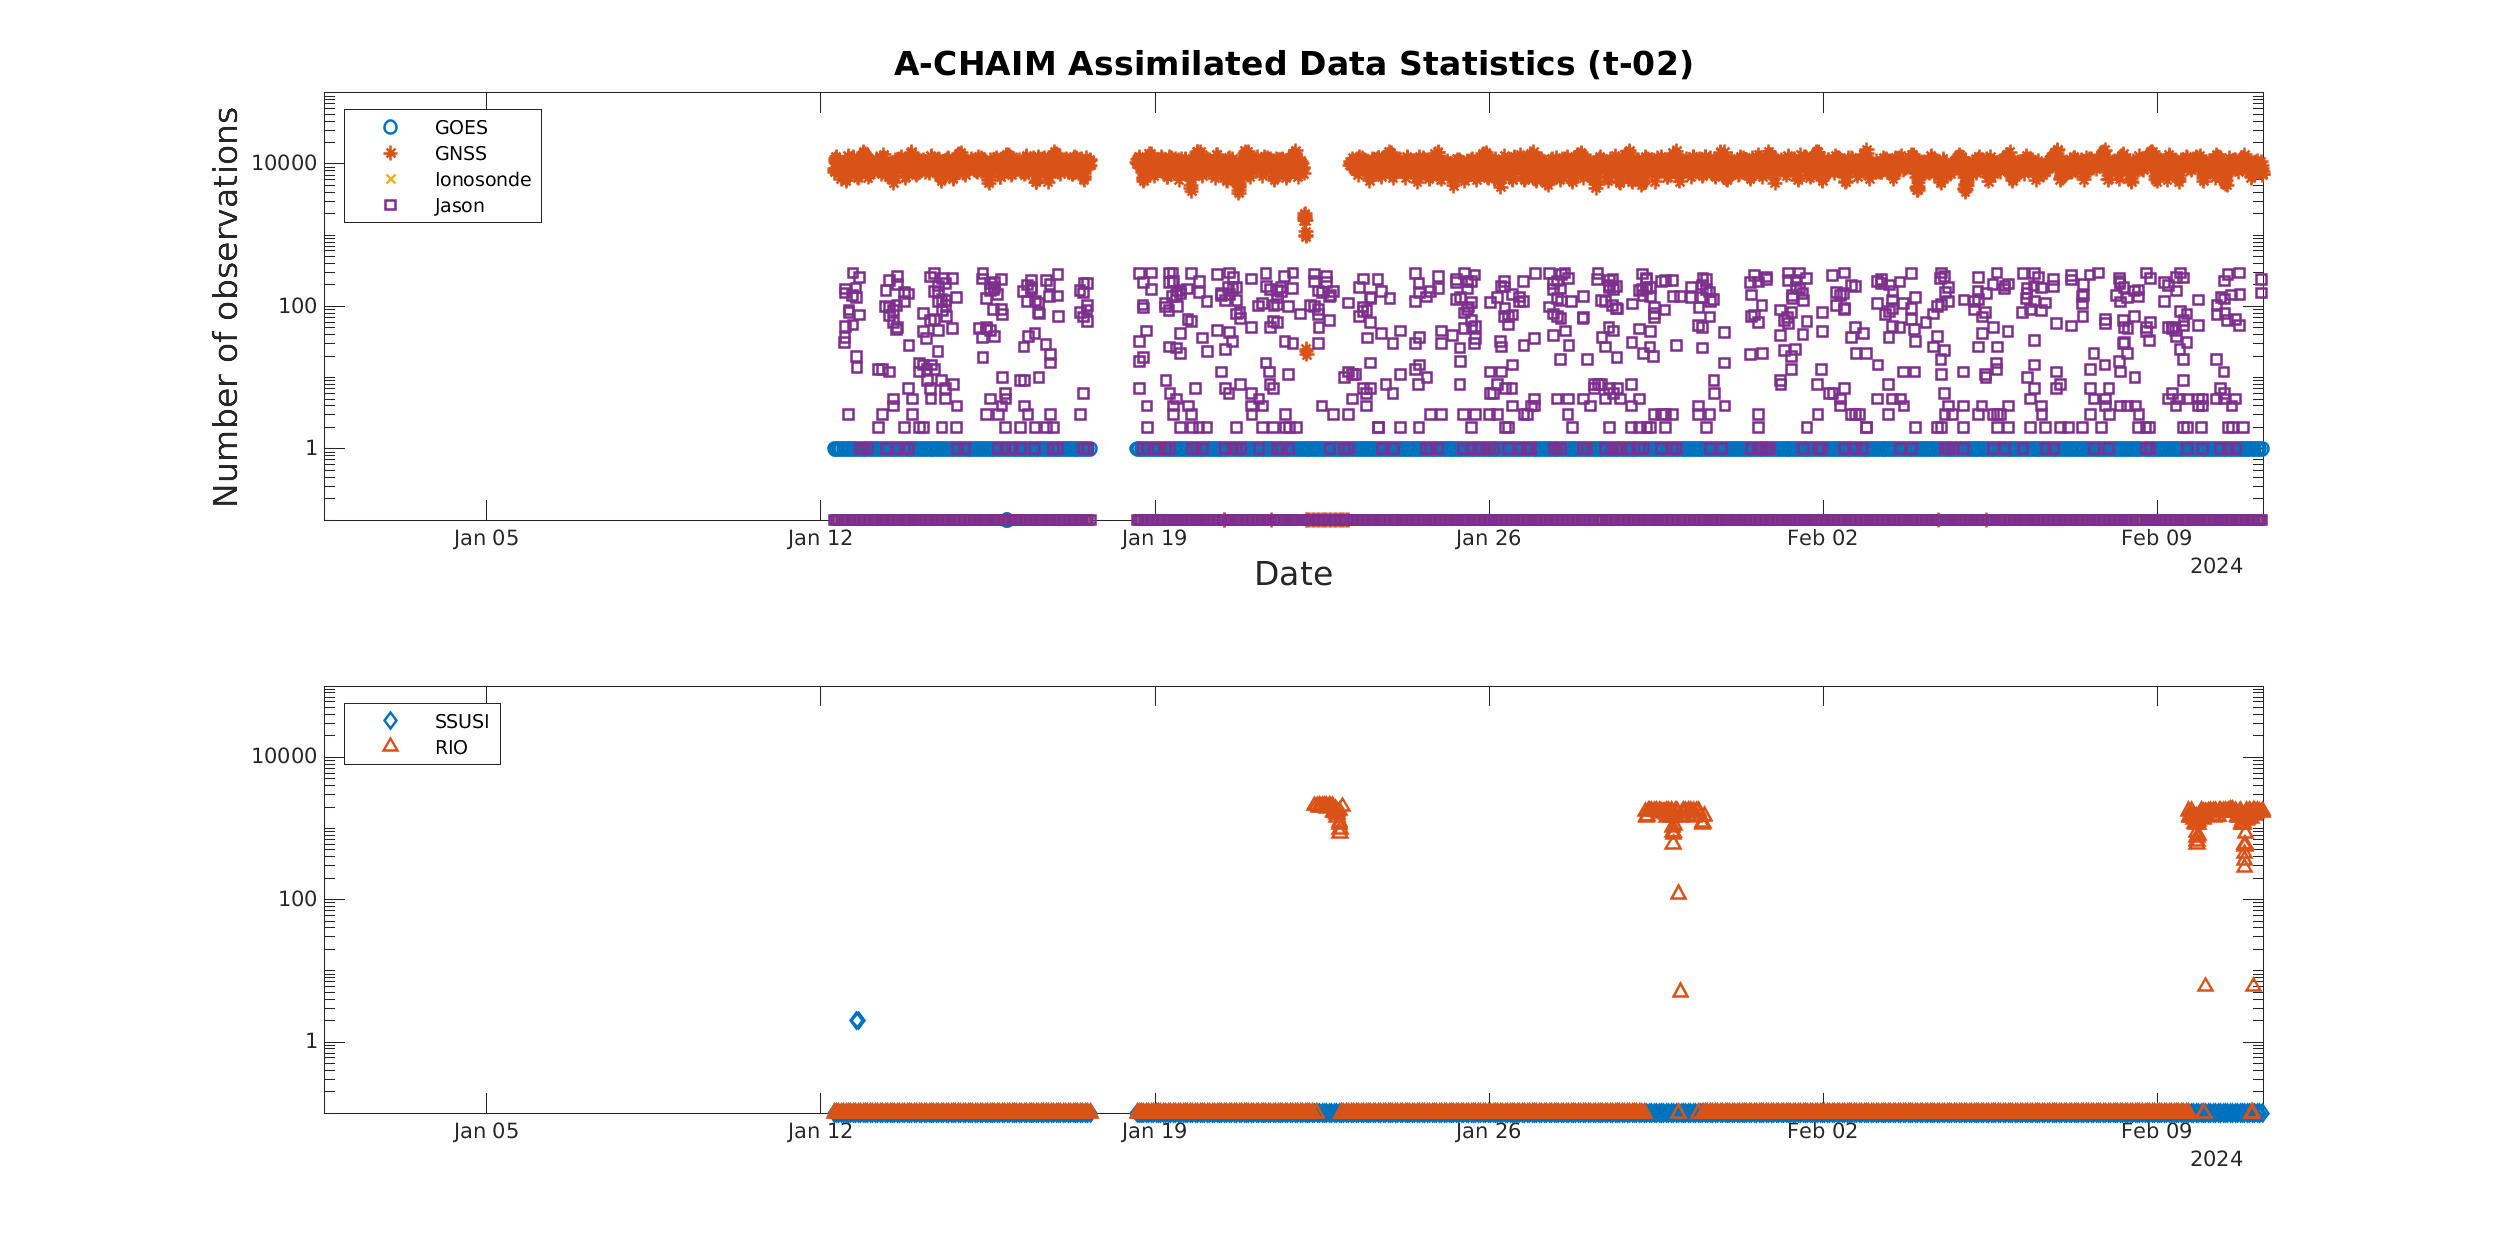 A-CHAIM Assimilated Data Statistics (t-02)
Number of observations
GOES
GNSS
Ionosonde
Jason
10000
100
1
Jan 05 Jan 12 Jan 19 Jan 26 Feb 02 Feb 09
2024
Date
SSUSI
RIO
10000
100
1
Jan 05 Jan 12 Jan 19 Jan 26 Feb 02 Feb 09
2024